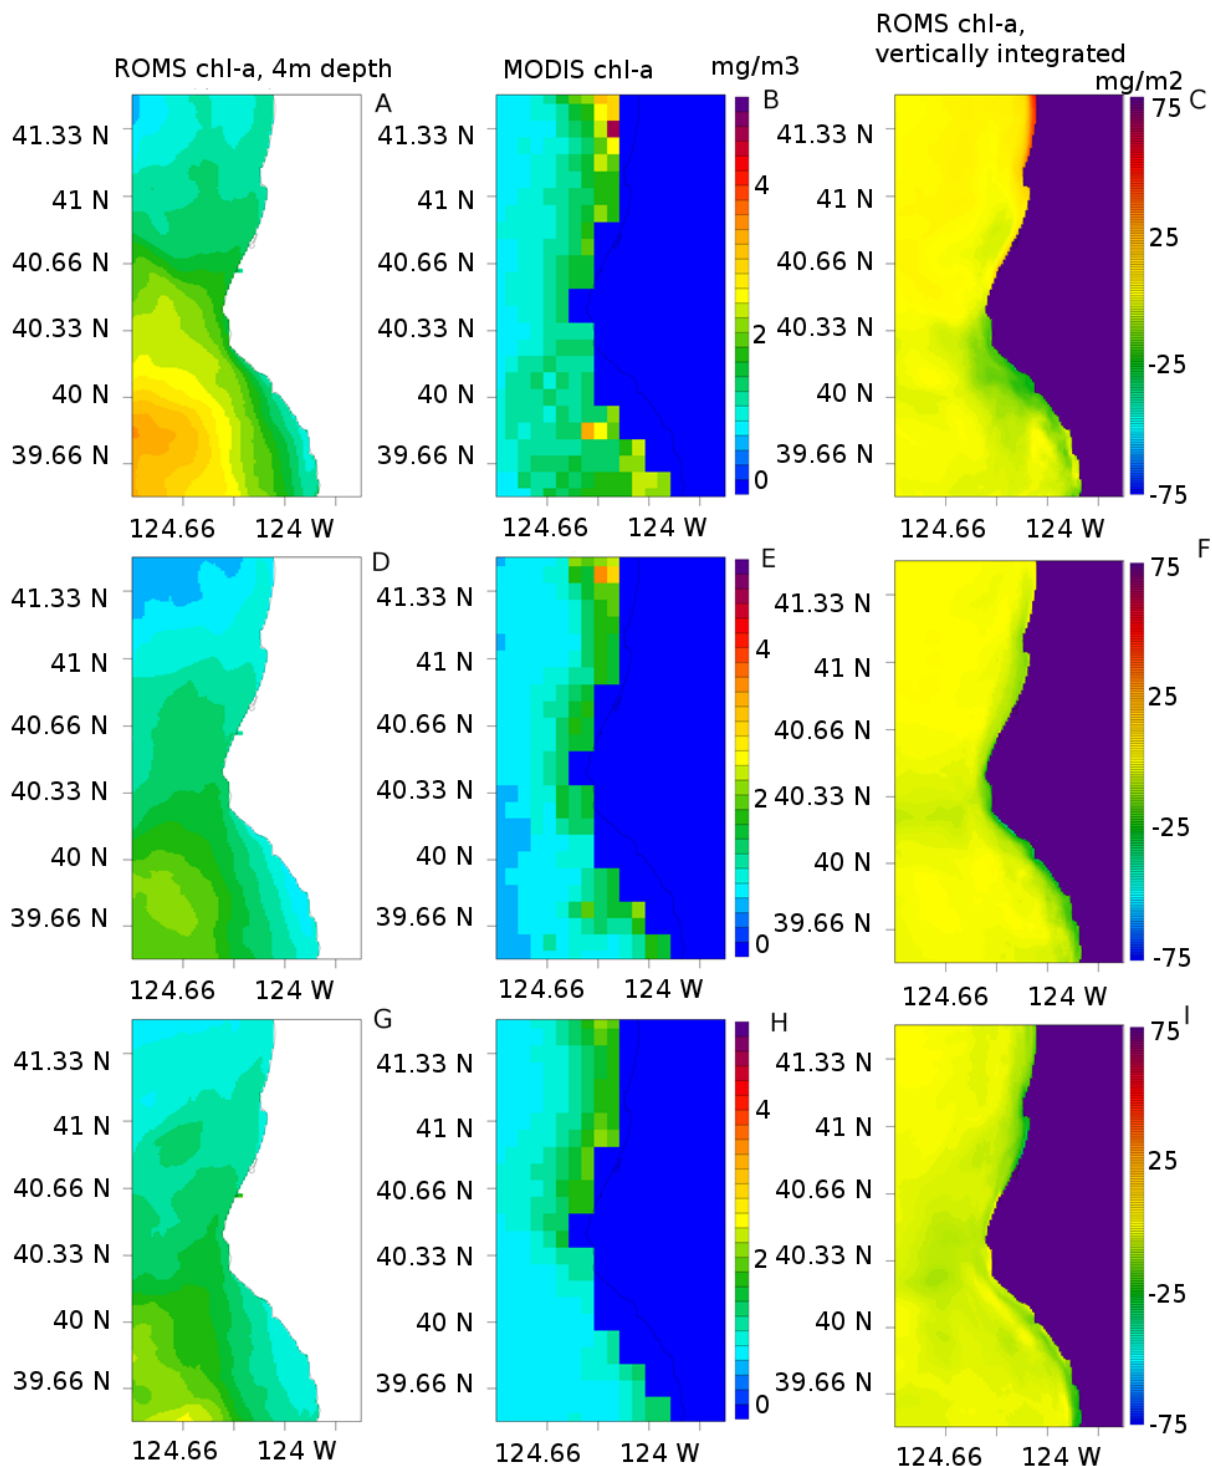 ROMS chl-a,
vertically integrated
ROMS chl-a, 4m depth
MODIS chl-a
mg/m3
mg/m2
A
B
C
41.33 N
41 N
40.66 N
40.33 N
40 N
39.66 N
124.66
124 W
41.33 N
41 N
40.66 N
40.33 N
40 N
39.66 N
124.66
124 W
4
2
0
41.33 N
41 N
40.66 N
40.33 N
40 N
39.66 N
124.66
124 W
75
25
-25
-75
D
E
F
41.33 N
41 N
40.66 N
40.33 N
40 N
39.66 N
124.66
124 W
41.33 N
41 N
40.66 N
40.33 N
40 N
39.66 N
124.66
124 W
4
2
0
41.33 N
41 N
40.66 N
40.33 N
40 N
39.66 N
124.66
124 W
75
25
-25
-75
G
H
I
41.33 N
41 N
40.66 N
40.33 N
40 N
39.66 N
124.66
124 W
41.33 N
41 N
40.66 N
40.33 N
40 N
39.66 N
124.66
124 W
4
2
0
41.33 N
41 N
40.66 N
40.33 N
40 N
39.66 N
124.66
124 W
75
25
-25
-75